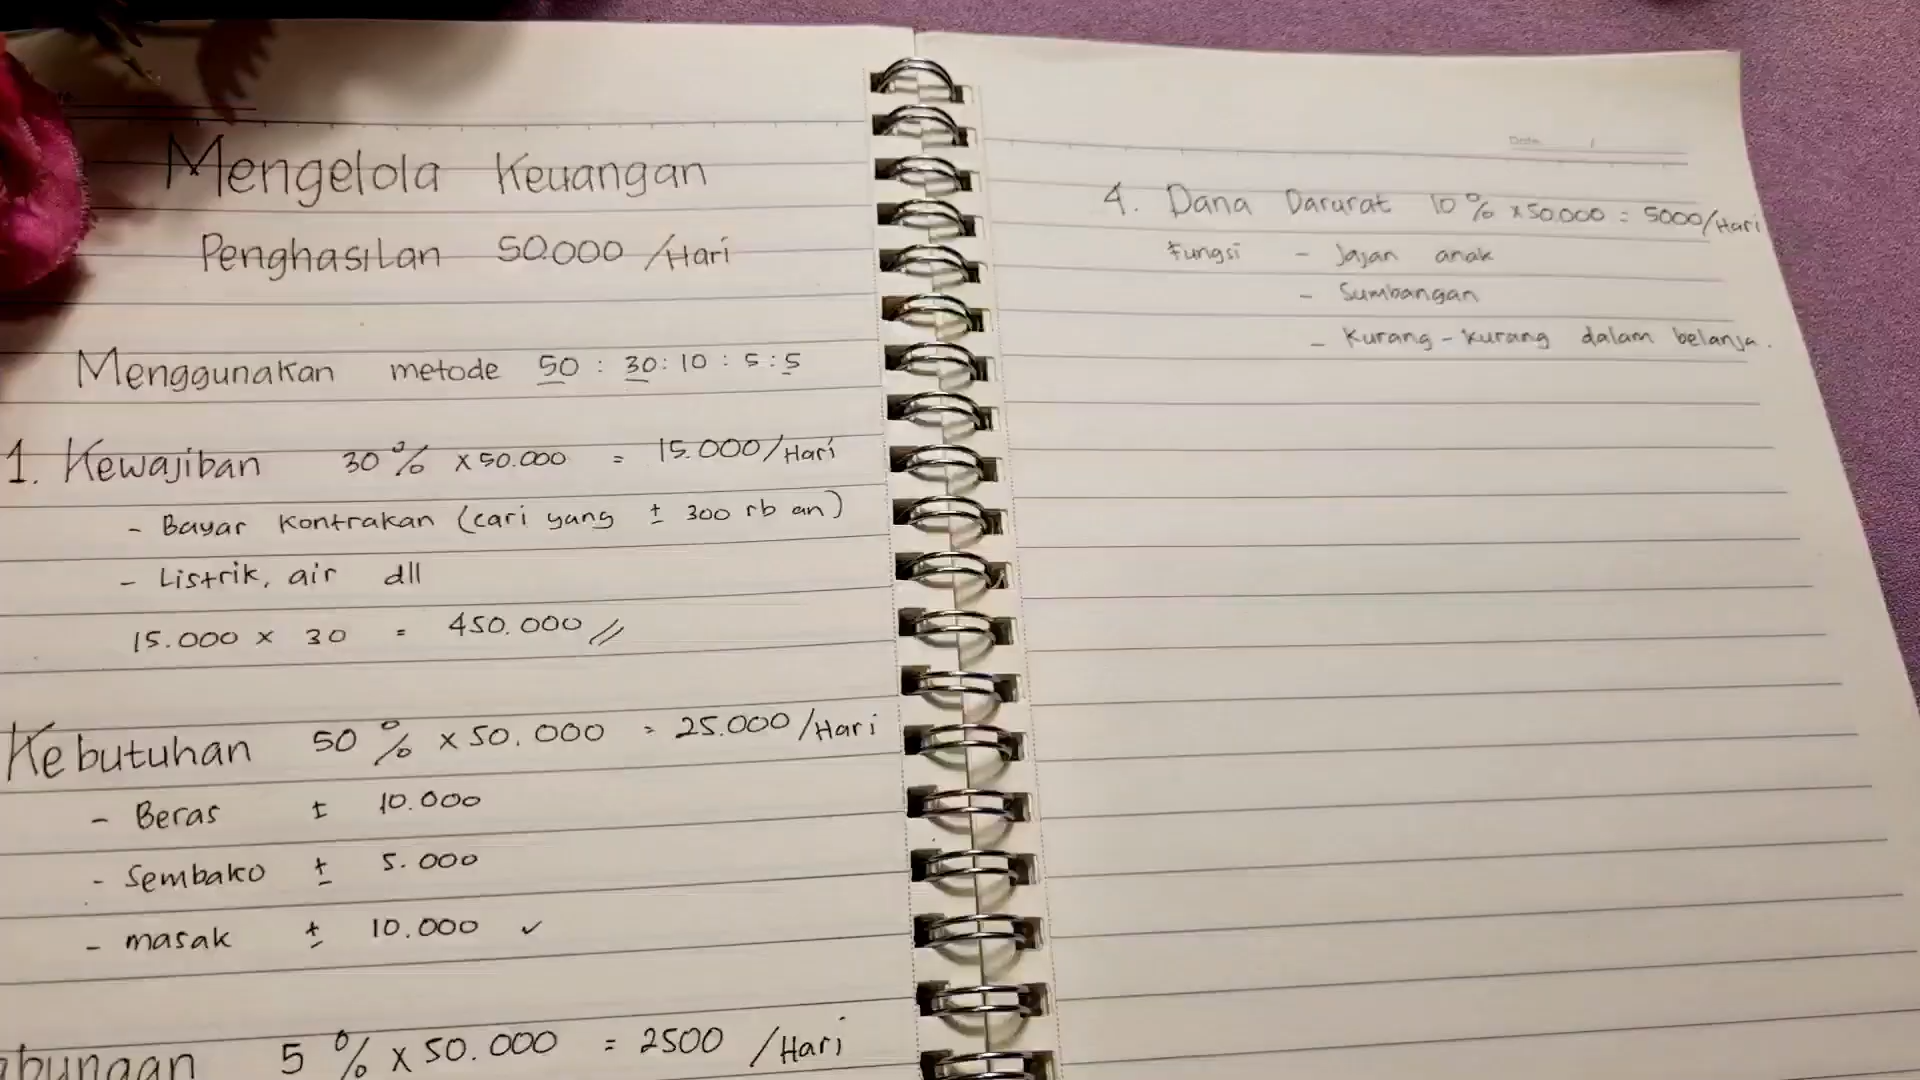 Mengelola Keuangan
Penghasilan 50.000 /Hari
Menggunakan metode 50 : 30 : 10 : 5 : 5
1. Kewajiban 30 % x 50.000 = 15.000/Hari
- Bayar Kontrakan (cari yang ± 300 rb an)
- Listrik, air dll
15.000 x 30 = 450.000 //
Kebutuhan 50 % x 50.000 = 25.000 /Hari
- Beras ± 10.000
- Sembako ± 5.000
- masak ± 10.000 ✓
abungaan 5 % x 50.000 = 2500 /Hari
Date /
4. Dana Darurat 10 % x 50.000 = 5000/Hari
Fungsi - Jajan anak
- Sumbangan
- Kurang - kurang dalam belanja.